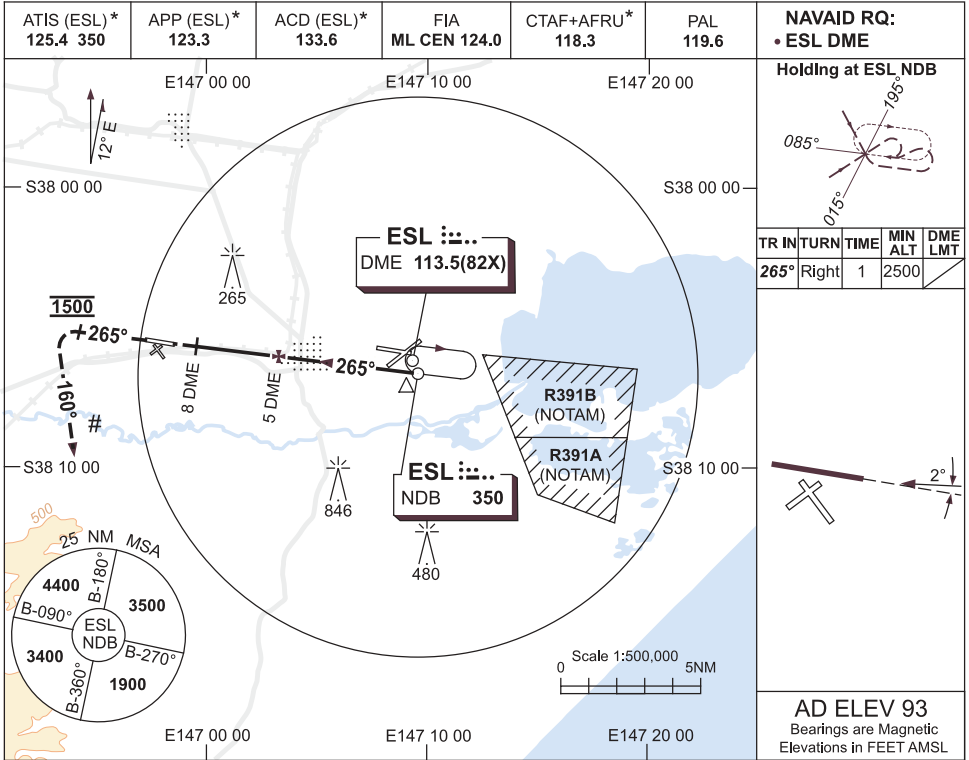 ATIS (ESL)* APP (ESL)* ACD (ESL)* FIA CTAF+AFRU* PAL
125.4 350 123.3 133.6 ML CEN 124.0 118.3 119.6
NAVAID RQ:
• ESL DME
Holding at ESL NDB
195°
085°
015°
TR IN TURN TIME MIN ALT DME LMT
265° Right 1 2500
E147 00 00 E147 10 00 E147 20 00
12° E
S38 00 00 S38 00 00
ESL
DME 113.5(82X)
265
1500
265°
265°
8 DME
5 DME
160°
#
R391B
(NOTAM)
R391A
(NOTAM)
S38 10 00 S38 10 00
ESL
NDB 350
846
480
500
25 NM MSA
4400
B-180°
3500
B-090°
ESL
NDB
B-270°
3400
B-360°
1900
Scale 1:500,000
0 5NM
E147 00 00 E147 10 00 E147 20 00
2°
AD ELEV 93
Bearings are Magnetic
Elevations in FEET AMSL